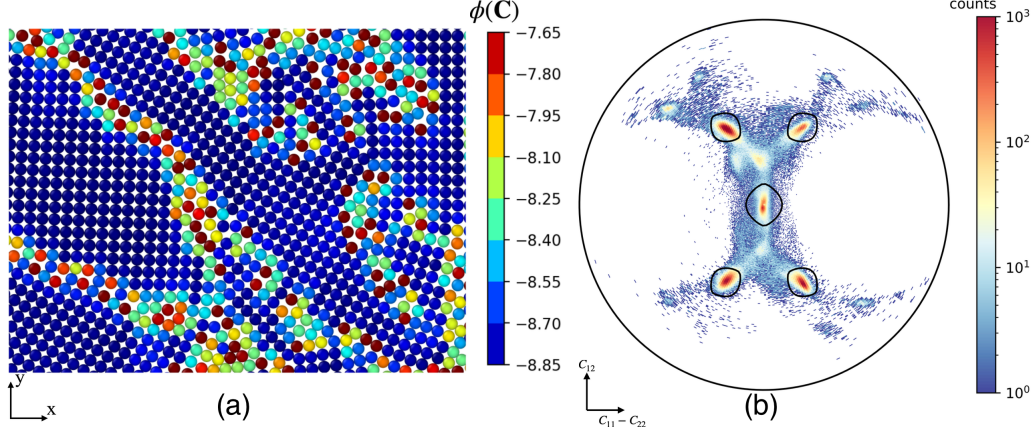 ϕ(C)
−7.65
−7.80
−7.95
−8.10
−8.25
−8.40
−8.55
−8.70
−8.85
y
x
(a)
counts
10³
10²
10¹
10⁰
C₁₂
C₁₁ − C₂₂
(b)